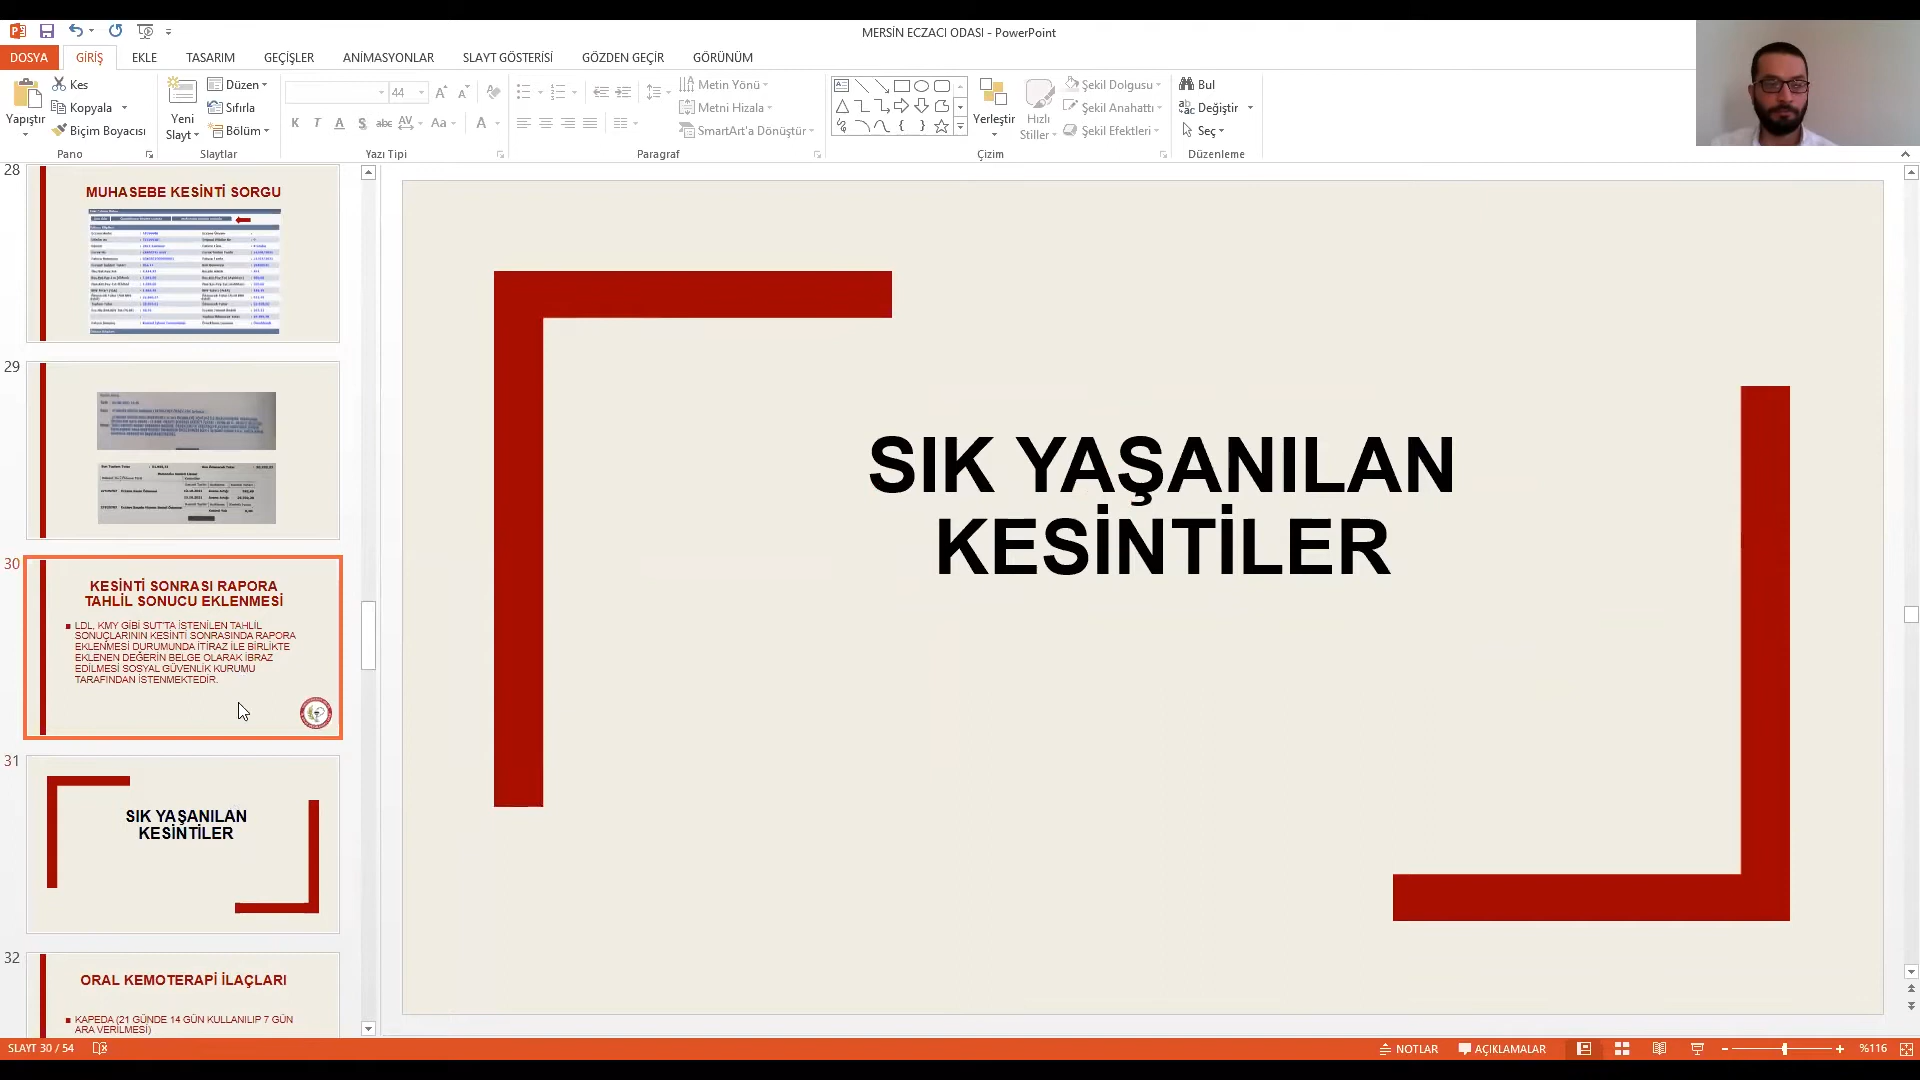 MERSİN ECZACI ODASI - PowerPoint
DOSYA GİRİŞ EKLE TASARIM GEÇİŞLER ANİMASYONLAR SLAYT GÖSTERİSİ GÖZDEN GEÇİR GÖRÜNÜM
Yapıştır
Kes
Kopyala
Biçim Boyacısı
Pano
Yeni
Slayt
Düzen
Sıfırla
Bölüm
Slaytlar
44
K T A S abc AV Aa A
Yazı Tipi
Metin Yönü
Metni Hizala
SmartArt'a Dönüştür
Paragraf
Yerleştir
Hızlı
Stiller
Şekil Dolgusu
Şekil Anahattı
Şekil Efektleri
Çizim
Bul
Değiştir
Seç
Düzenleme
28
MUHASEBE KESİNTİ SORGU
29
30
KESİNTİ SONRASI RAPORA
TAHLİL SONUCU EKLENMESİ
LDL, KMY GİBİ SUT'TA İSTENİLEN TAHLİL
SONUÇLARININ KESİNTİ SONRASINDA RAPORA
EKLENMESİ DURUMUNDA İTİRAZ İLE BİRLİKTE
EKLENEN DEĞERİN BELGE OLARAK İBRAZ
EDİLMESİ SOSYAL GÜVENLİK KURUMU
TARAFINDAN İSTENMEKTEDİR.
31
SIK YAŞANILAN
KESİNTİLER
32
ORAL KEMOTERAPİ İLAÇLARI
KAPEDA (21 GÜNDE 14 GÜN KULLANILIP 7 GÜN
ARA VERİLMESİ)
SIK YAŞANILAN
KESİNTİLER
SLAYT 30 / 54
NOTLAR AÇIKLAMALAR %116